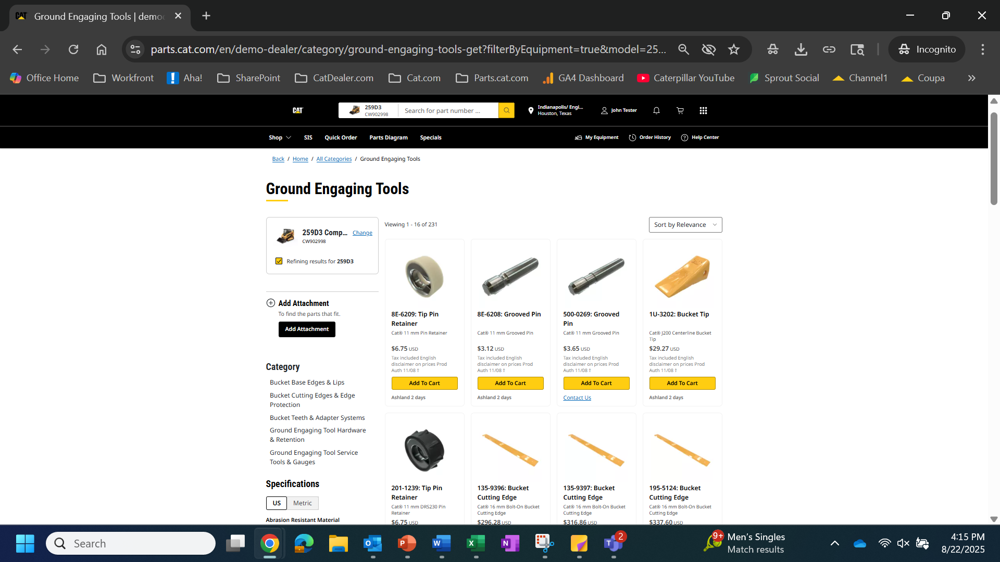 CAT
Ground Engaging Tools | demo
parts.cat.com/en/demo-dealer/category/ground-engaging-tools-get?filterByEquipment=true&model=25...
Incognito
Office Home
Workfront
Aha!
SharePoint
CatDealer.com
Cat.com
Parts.cat.com
GA4 Dashboard
Caterpillar YouTube
Sprout Social
Channel1
Coupa
CAT
259D3
CW902998
Search for part number ...
Indianapolis/ Engi...
Houston, Texas
John Tester
Shop
SIS
Quick Order
Parts Diagram
Specials
My Equipment
Order History
Help Center
Back / Home / All Categories / Ground Engaging Tools
Ground Engaging Tools
259D3 Comp...
Change
CW902998
Refining results for 259D3
Add Attachment
To find the parts that fit.
Add Attachment
Category
Bucket Base Edges & Lips
Bucket Cutting Edges & Edge
Protection
Bucket Teeth & Adapter Systems
Ground Engaging Tool Hardware
& Retention
Ground Engaging Tool Service
Tools & Gauges
Specifications
US
Metric
Abrasion Resistant Material
Viewing 1 - 16 of 231
Sort by Relevance
8E-6209: Tip Pin
Retainer
Cat® 11 mm Pin Retainer
$6.75 USD
Tax included English
disclaimer on prices Prod
Auth 11/08 †
Add To Cart
Ashland 2 days
8E-6208: Grooved Pin
Cat® 11 mm Grooved Pin
$3.12 USD
Tax included English
disclaimer on prices Prod
Auth 11/08 †
Add To Cart
Ashland 2 days
500-0269: Grooved
Pin
Cat® 11 mm Grooved Pin
$3.65 USD
Tax included English
disclaimer on prices Prod
Auth 11/08 †
Add To Cart
Contact Us
1U-3202: Bucket Tip
Cat® J200 Centerline Bucket
Tip
$29.27 USD
Tax included English
disclaimer on prices Prod
Auth 11/08 †
Add To Cart
Ashland 2 days
201-1239: Tip Pin
Retainer
Cat® 11 mm DRS230 Pin
Retainer
$6.75 USD
135-9396: Bucket
Cutting Edge
Cat® 16 mm Bolt-On Bucket
Cutting Edge
$296.28 USD
135-9397: Bucket
Cutting Edge
Cat® 16 mm Bolt-On Bucket
Cutting Edge
$316.86 USD
195-5124: Bucket
Cutting Edge
Cat® 16 mm Bolt-On Bucket
Cutting Edge
$337.60 USD
Search
2
9+
Men's Singles
Match results
4:15 PM
8/22/2025